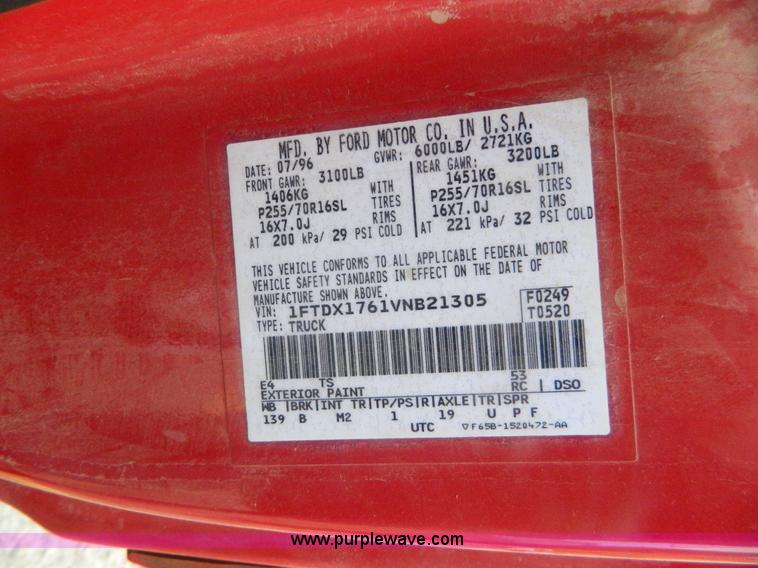 MFD. BY FORD MOTOR CO. IN U.S.A.
DATE: 07/96 GVWR: 6000LB/ 2721KG
FRONT GAWR: 3100LB REAR GAWR: 3200LB
1406KG WITH 1451KG WITH
P255/70R16SL TIRES P255/70R16SL TIRES
16X7.0J RIMS 16X7.0J RIMS
AT 200 kPa/ 29 PSI COLD AT 221 kPa/ 32 PSI COLD
THIS VEHICLE CONFORMS TO ALL APPLICABLE FEDERAL MOTOR
VEHICLE SAFETY STANDARDS IN EFFECT ON THE DATE OF
MANUFACTURE SHOWN ABOVE.
VIN: 1FTDX1761VNB21305 F0249
TYPE: TRUCK T0520
E4 TS 53
EXTERIOR PAINT RC | DSO
WB |BRK|INT TR|TP/PS|R|AXLE|TR|SPR
139 B M2 1 19 U P F
UTC ▽F65B-1520472-AA
www.purplewave.com